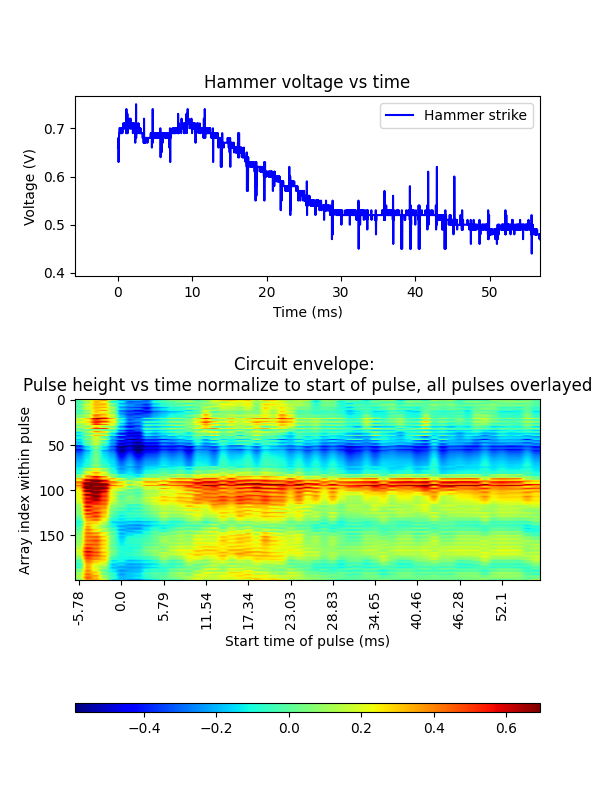 Hammer voltage vs time
Hammer strike
Voltage (V)
0.7
0.6
0.5
0.4
0 10 20 30 40 50
Time (ms)
Circuit envelope:
Pulse height vs time normalize to start of pulse, all pulses overlayed
Array index within pulse
0
50
100
150
-5.78 0.0 5.79 11.54 17.34 23.03 28.83 34.65 40.46 46.28 52.1
Start time of pulse (ms)
−0.4 −0.2 0.0 0.2 0.4 0.6